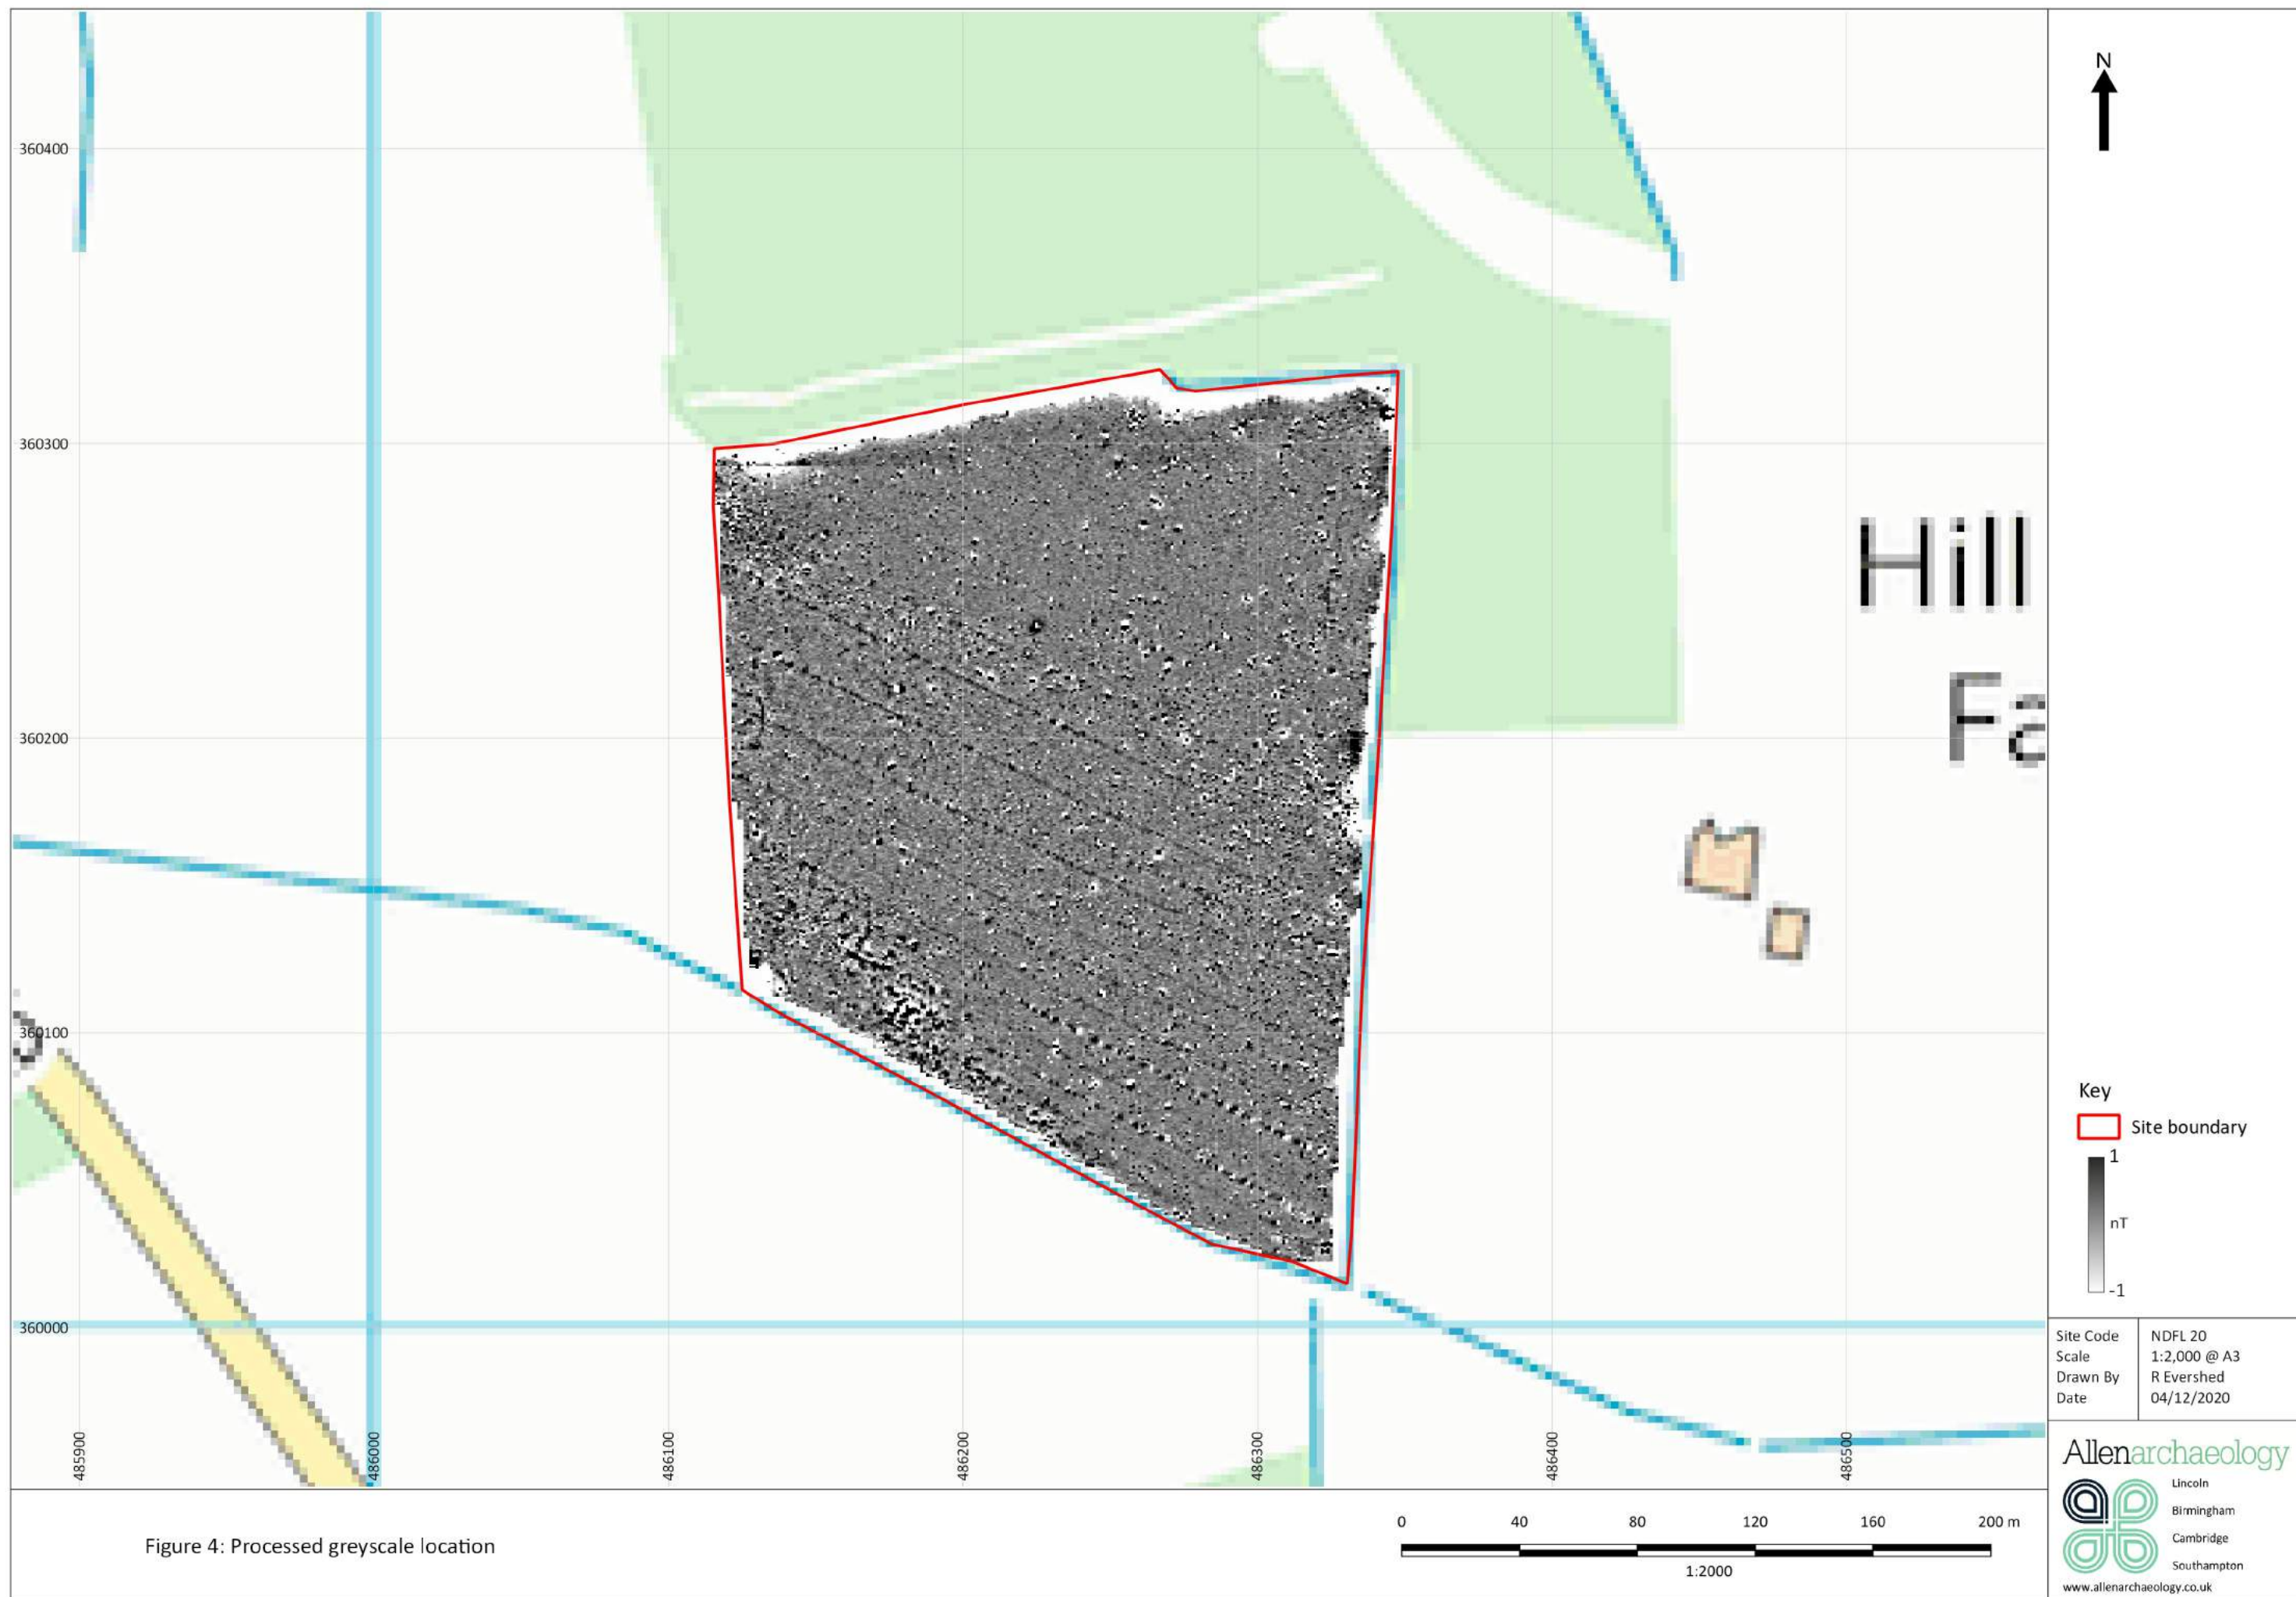 N
360400
360300
Hill
Fa
360200
360100
360000
485900
486000
486100
486200
486300
486400
486500
Key
Site boundary
1
nT
-1
Site Code NDFL 20
Scale 1:2,000 @ A3
Drawn By R Evershed
Date 04/12/2020
Allenarchaeology
Lincoln
Birmingham
Cambridge
Southampton
www.allenarchaeology.co.uk
Figure 4: Processed greyscale location
0 40 80 120 160 200 m
1:2000